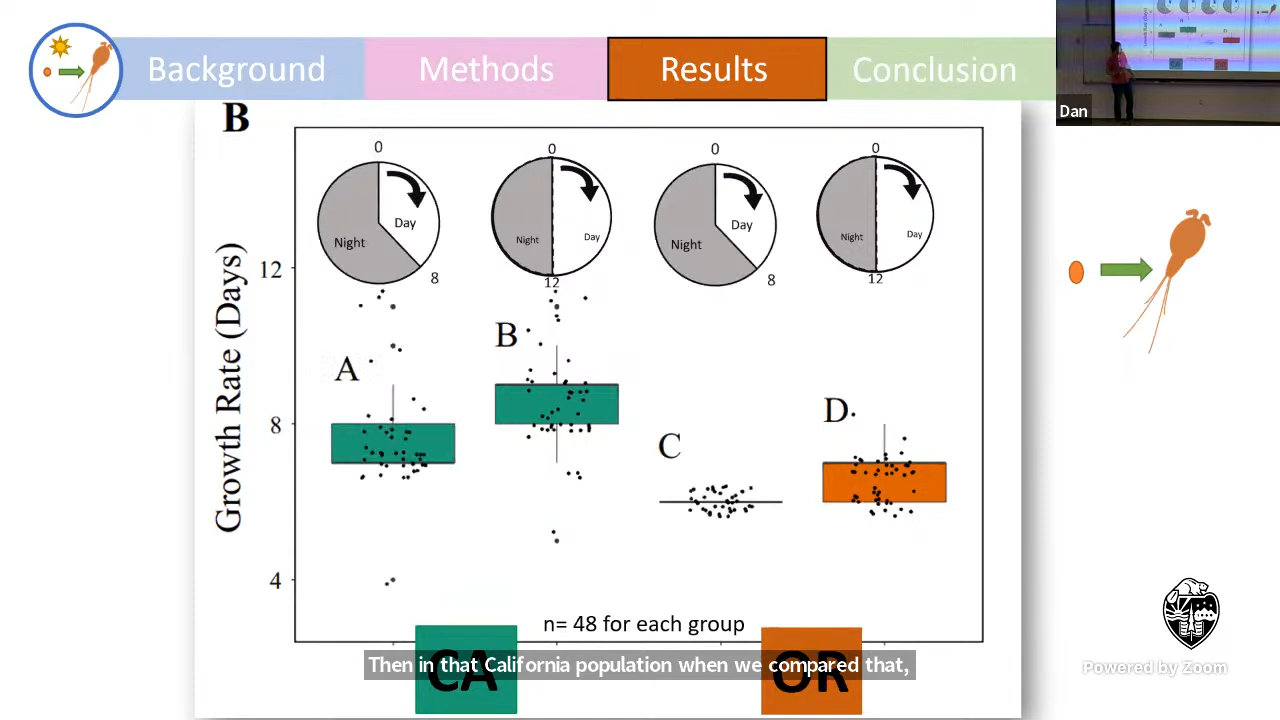 Background
Methods
Results
Conclusion
Dan
B
0
0
0
0
Day
Night
8
Night
Day
12
Day
Night
8
Night
Day
12
Growth Rate (Days)
12
8
4
A
B
C
D
n= 48 for each group
CA
OR
Then in that California population when we compared that,
Powered by Zoom